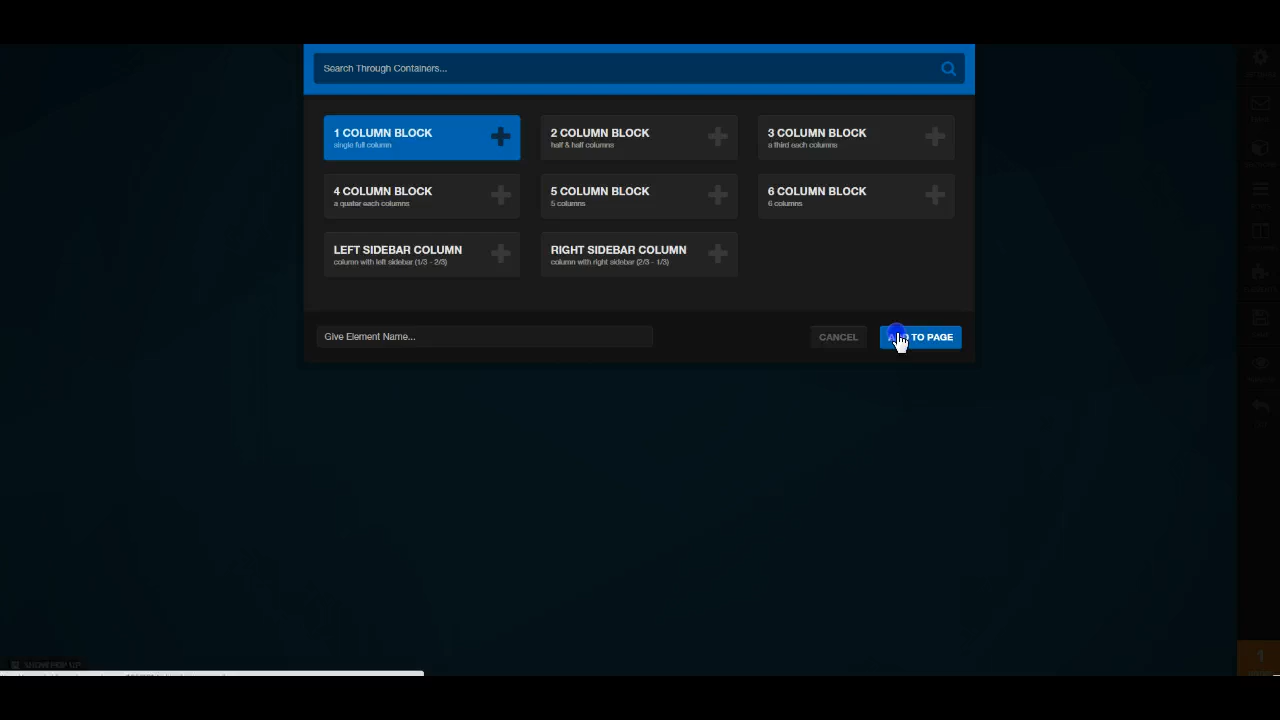 Search Through Containers...
1 COLUMN BLOCK
single full column
2 COLUMN BLOCK
half & half columns
3 COLUMN BLOCK
a third each columns
4 COLUMN BLOCK
a quater each columns
5 COLUMN BLOCK
5 columns
6 COLUMN BLOCK
6 columns
LEFT SIDEBAR COLUMN
column with left sidebar (1/3 - 2/3)
RIGHT SIDEBAR COLUMN
column with right sidebar (2/3 - 1/3)
Give Element Name...
CANCEL
TO PAGE
1